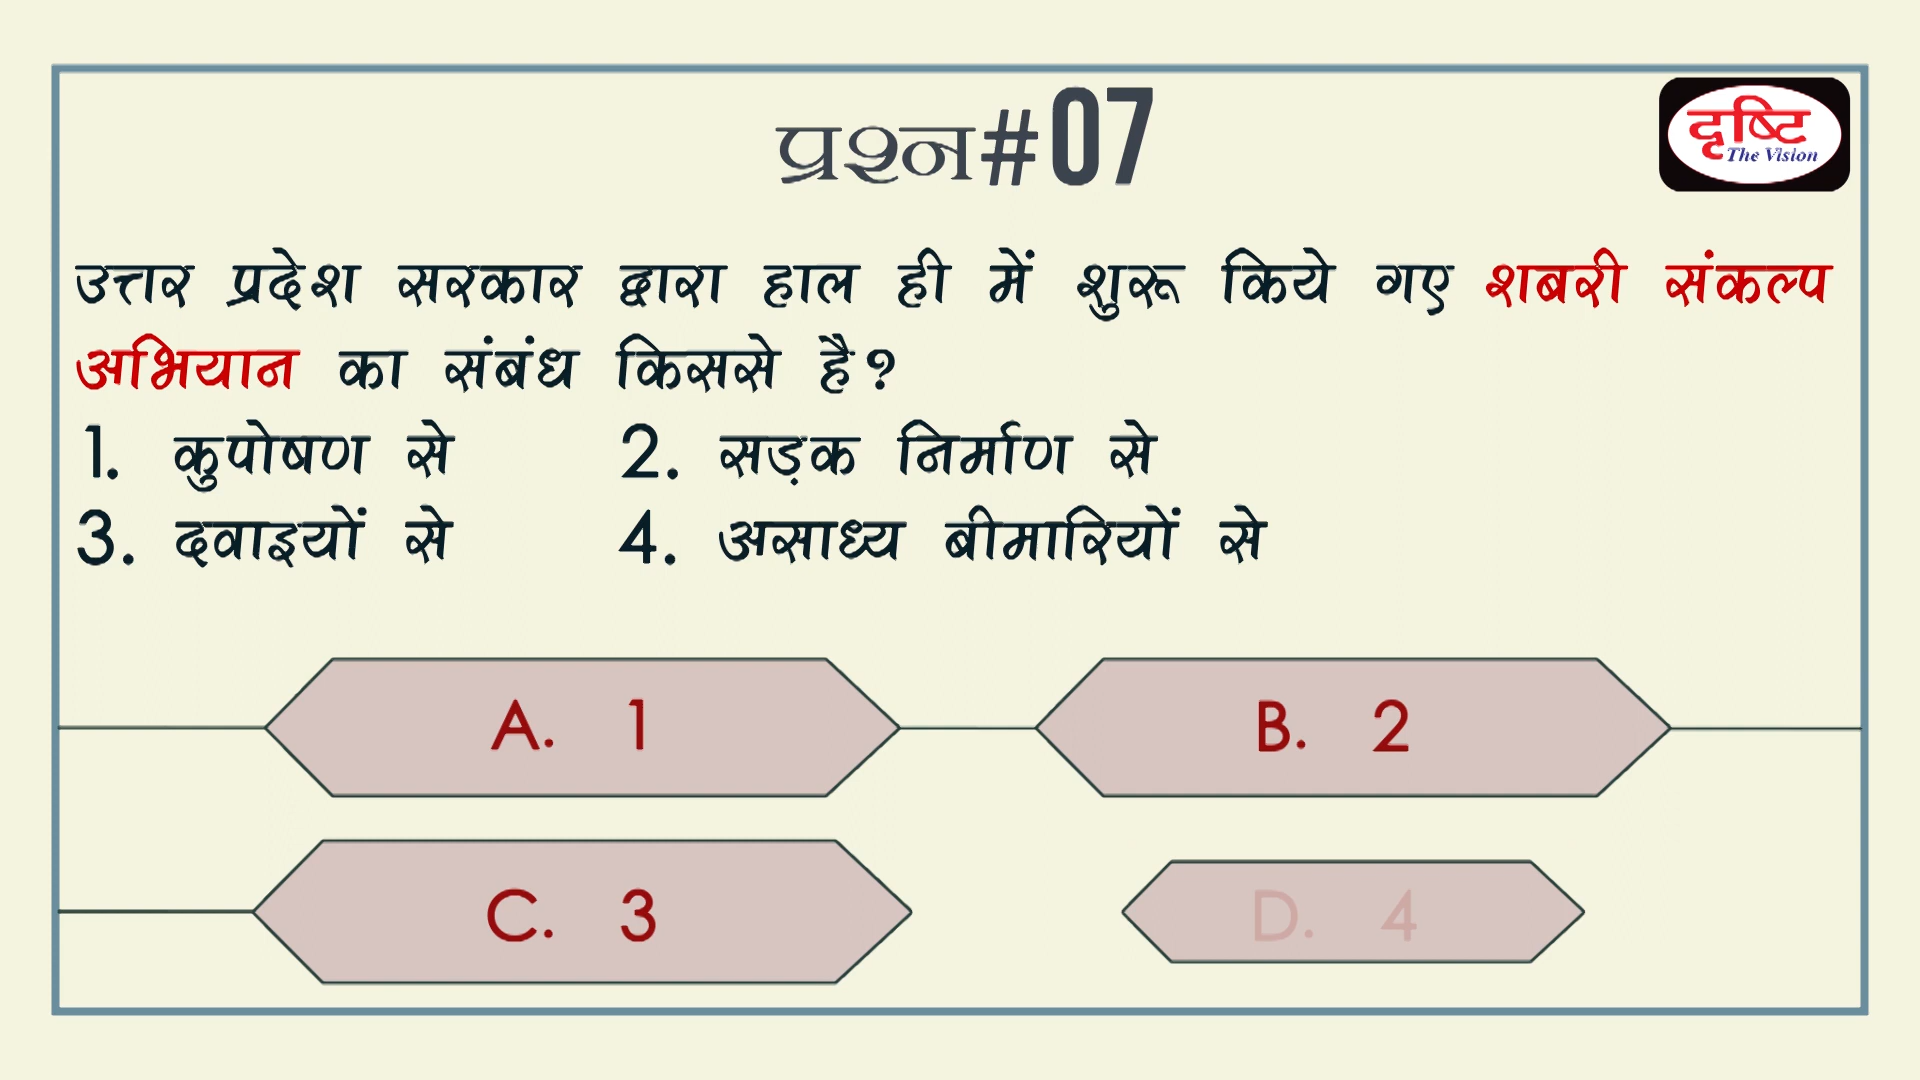 प्रश्न#07
दृष्टि
The Vision
उत्तर प्रदेश सरकार द्वारा हाल ही में शुरू किये गए शबरी संकल्प
अभियान का संबंध किससे है?
1. कुपोषण से 2. सड़क निर्माण से
3. दवाइयों से 4. असाध्य बीमारियों से
A. 1 B. 2
C. 3 D. 4